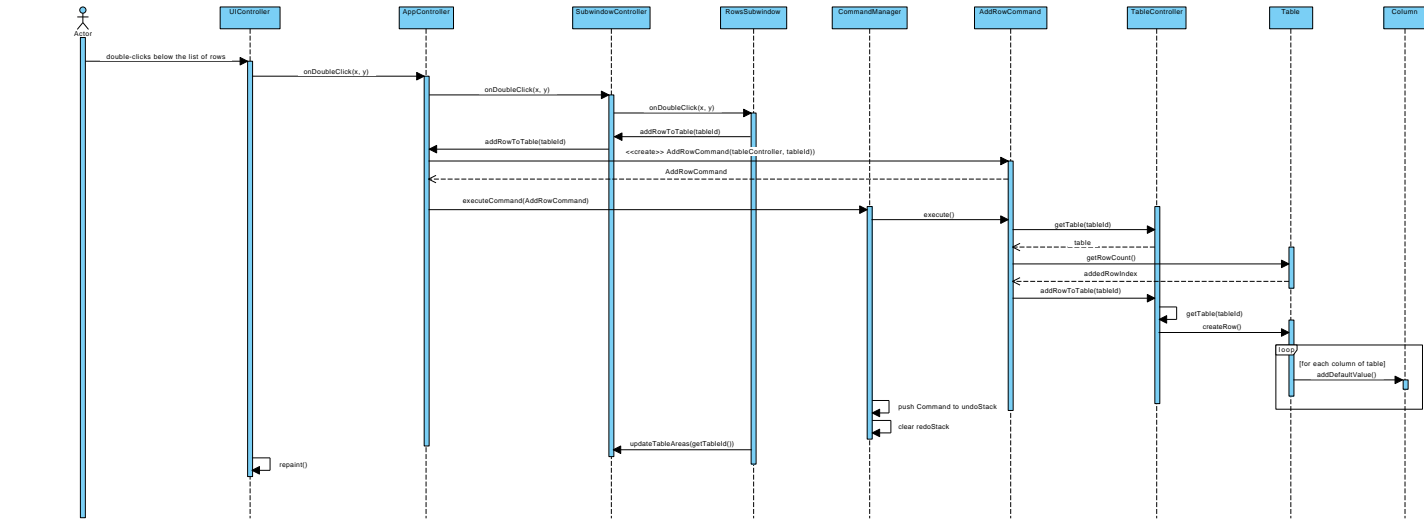 UIController
AppController
SubwindowController
RowsSubwindow
CommandManager
AddRowCommand
TableController
Table
Column
Actor
double-clicks below the list of rows
onDoubleClick(x, y)
onDoubleClick(x, y)
onDoubleClick(x, y)
addRowToTable(tableId)
addRowToTable(tableId)
<<create>> AddRowCommand(tableController, tableId))
AddRowCommand
executeCommand(AddRowCommand)
execute()
getTable(tableId)
table
getRowCount()
addedRowIndex
addRowToTable(tableId)
getTable(tableId)
createRow()
loop
[for each column of table]
addDefaultValue()
push Command to undoStack
clear redoStack
updateTableAreas(getTableId())
repaint()